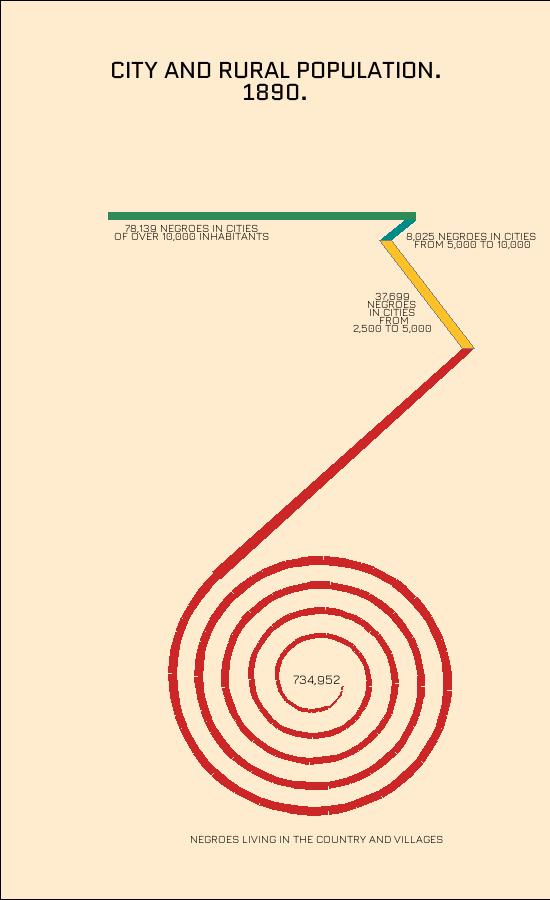 CITY AND RURAL POPULATION.
1890.
78,139 NEGROES IN CITIES
OF OVER 10,000 INHABITANTS
8,025 NEGROES IN CITIES
FROM 5,000 TO 10,000
37,699
NEGROES
IN CITIES
FROM
2,500 TO 5,000
734,952
NEGROES LIVING IN THE COUNTRY AND VILLAGES